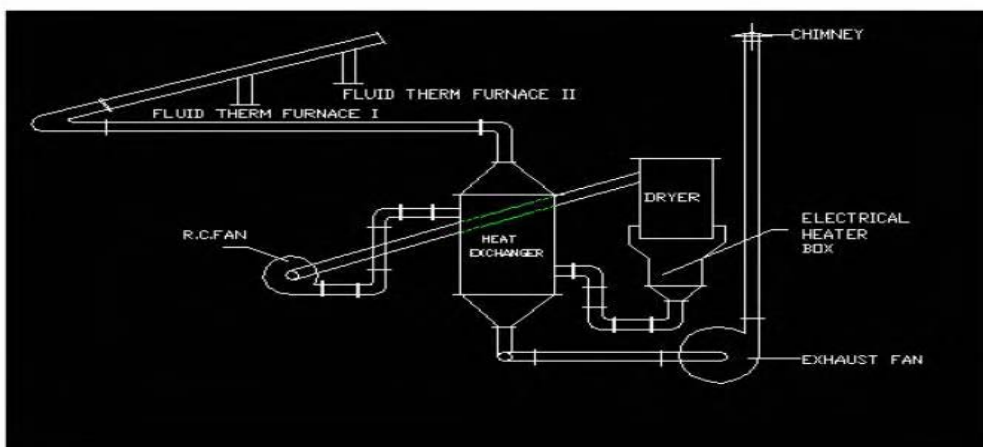 CHIMNEY
FLUID THERM FURNACE II
FLUID THERM FURNACE I
DRYER
ELECTRICAL
HEATER
BOX
R.C.FAN
HEAT
EXCHANGER
EXHAUST FAN